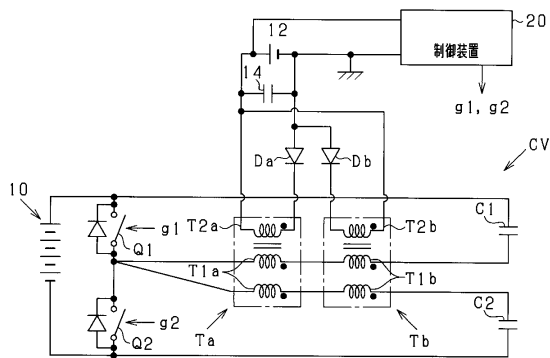 20
12
制御装置
14
g1, g2
Da
Db
CV
10
T2a
T2b
C1
g1
Q1
T1a
T1b
C2
g2
Q2
Ta
Tb